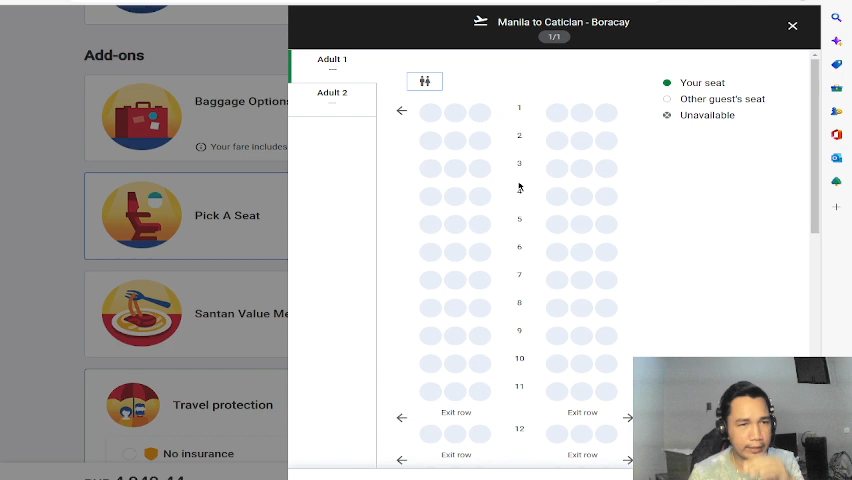 Manila to Caticlan - Boracay
1/1
Add-ons
Baggage Option
Your fare includes
Pick A Seat
Santan Value Me
Travel protection
No insurance
Adult 1
---
Adult 2
---
Your seat
Other guest's seat
Unavailable
1
2
3
4
5
6
7
8
9
10
11
Exit row Exit row
12
Exit row Exit row